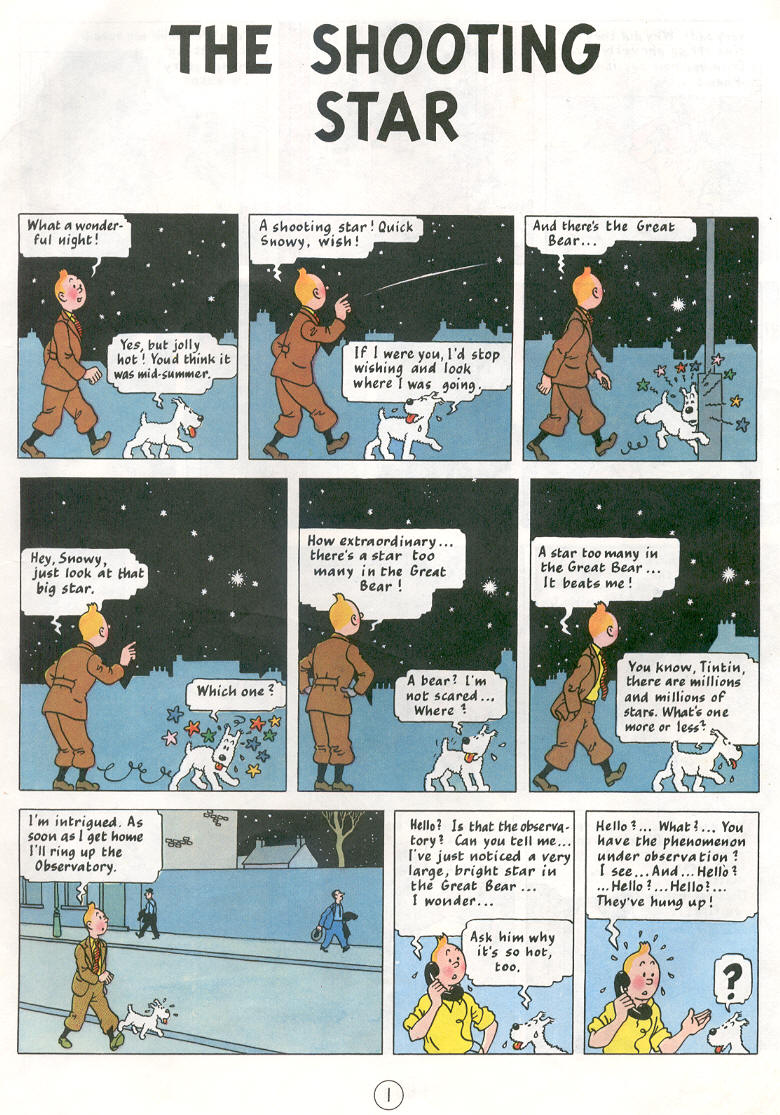 THE SHOOTING
STAR
What a wonder-
ful night!
Yes, but jolly
hot! Youd think it
was mid-summer.
A shooting star! Quick
Snowy, wish!
If I were you, I'd stop
wishing and look
where I was going.
And there's the Great
Bear...
Hey, Snowy,
just look at that
big star.
Which one?
How extraordinary...
there's a star too
many in the Great
Bear!
A bear? I'm
not scared...
Where?
A star too many in
the Great Bear...
It beats me!
You know, Tintin,
there are millions
and millions of
stars. What's one
more or less?
I'm intrigued. As
soon as I get home
I'll ring up the
Observatory.
Hello? Is that the observa-
tory? Can you tell me...
I've just noticed a very
large, bright star in
the Great Bear...
I wonder...
Ask him why
it's so hot,
too.
Hello?... What?... You
have the phenomenon
under observation?
I see... And... Hello?
...Hello?...Hello?...
They've hung up!
?
1